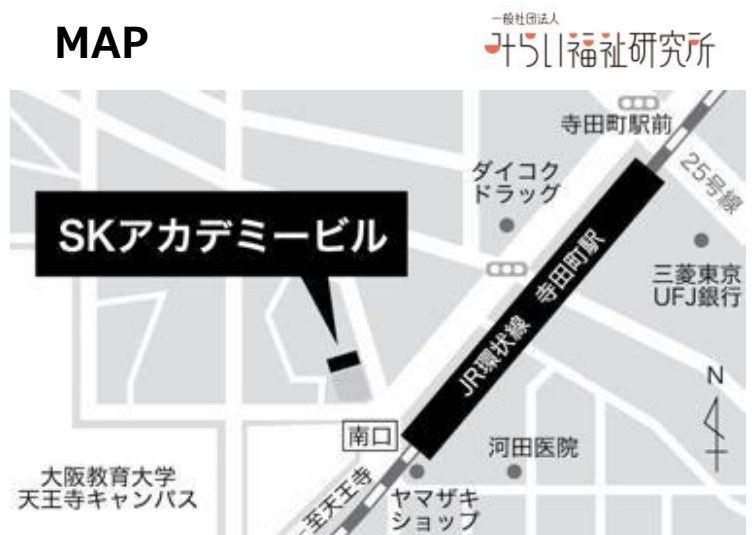 MAP
一般社団法人
みらい福祉研究所
寺田町駅前
ダイコク
ドラッグ
25号線
SKアカデミービル
三菱東京
UFJ銀行
JR環状線 寺田町駅
N
南口
河田医院
大阪教育大学
天王寺キャンパス
至天王寺
ヤマザキ
ショップ